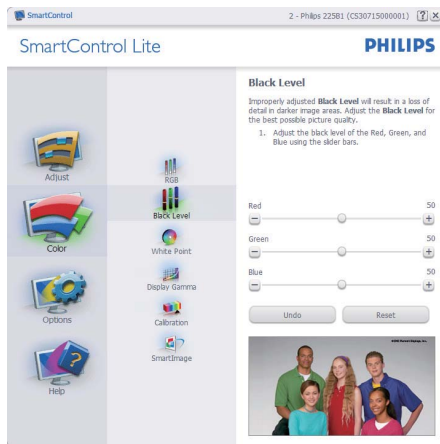 SmartControl
2 - Philips 225B1 (CS30715000001)
SmartControl Lite
PHILIPS
Adjust
Color
Options
Help
RGB
Black Level
White Point
Display Gamma
Calibration
SmartImage
Black Level
Improperly adjusted Black Level will result in a loss of
detail in darker image areas. Adjust the Black Level for
the best possible picture quality.
1. Adjust the black level of the Red, Green, and
Blue using the slider bars.
Red 50
Green 50
Blue 50
Undo Reset